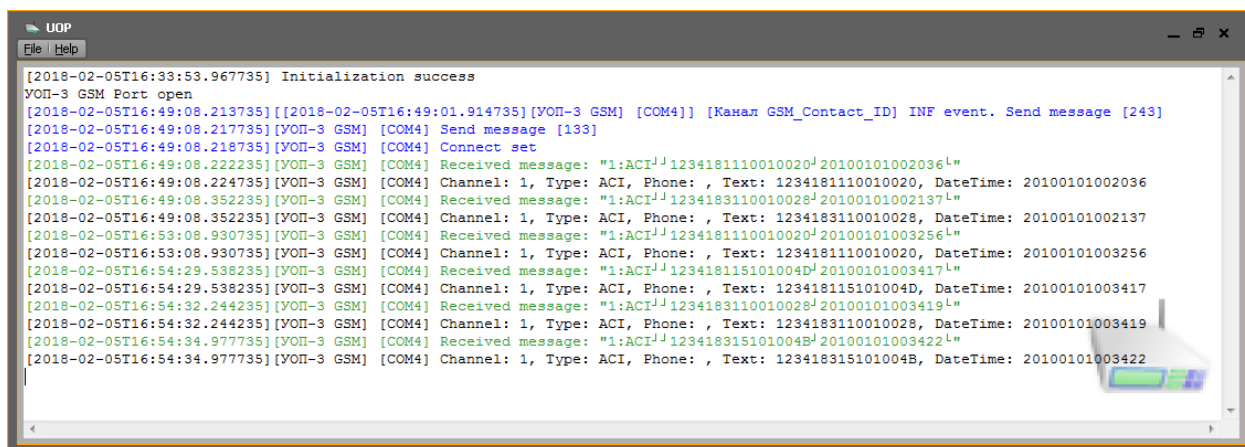 UOP
File Help
[2018-02-05T16:33:53.967735] Initialization success
УОП-3 GSM Port open
[2018-02-05T16:49:08.213735][[2018-02-05T16:49:01.914735][УОП-3 GSM] [COM4]] [Канал GSM_Contact_ID] INF event. Send message [243]
[2018-02-05T16:49:08.217735][УОП-3 GSM] [COM4] Send message [133]
[2018-02-05T16:49:08.218735][УОП-3 GSM] [COM4] Connect set
[2018-02-05T16:49:08.222235][УОП-3 GSM] [COM4] Received message: "1:ACI┘┘1234181110010020┘20100101002036└"
[2018-02-05T16:49:08.224735][УОП-3 GSM] [COM4] Channel: 1, Type: ACI, Phone: , Text: 1234181110010020, DateTime: 20100101002036
[2018-02-05T16:49:08.352235][УОП-3 GSM] [COM4] Received message: "1:ACI┘┘1234183110010028┘20100101002137└"
[2018-02-05T16:49:08.352235][УОП-3 GSM] [COM4] Channel: 1, Type: ACI, Phone: , Text: 1234183110010028, DateTime: 20100101002137
[2018-02-05T16:53:08.930735][УОП-3 GSM] [COM4] Received message: "1:ACI┘┘1234181110010020┘20100101003256└"
[2018-02-05T16:53:08.930735][УОП-3 GSM] [COM4] Channel: 1, Type: ACI, Phone: , Text: 1234181110010020, DateTime: 20100101003256
[2018-02-05T16:54:29.538235][УОП-3 GSM] [COM4] Received message: "1:ACI┘┘123418115101004D┘20100101003417└"
[2018-02-05T16:54:29.538235][УОП-3 GSM] [COM4] Channel: 1, Type: ACI, Phone: , Text: 123418115101004D, DateTime: 20100101003417
[2018-02-05T16:54:32.244235][УОП-3 GSM] [COM4] Received message: "1:ACI┘┘1234183110010028┘20100101003419└"
[2018-02-05T16:54:32.244235][УОП-3 GSM] [COM4] Channel: 1, Type: ACI, Phone: , Text: 1234183110010028, DateTime: 20100101003419
[2018-02-05T16:54:34.977735][УОП-3 GSM] [COM4] Received message: "1:ACI┘┘123418315101004B┘20100101003422└"
[2018-02-05T16:54:34.977735][УОП-3 GSM] [COM4] Channel: 1, Type: ACI, Phone: , Text: 123418315101004B, DateTime: 20100101003422